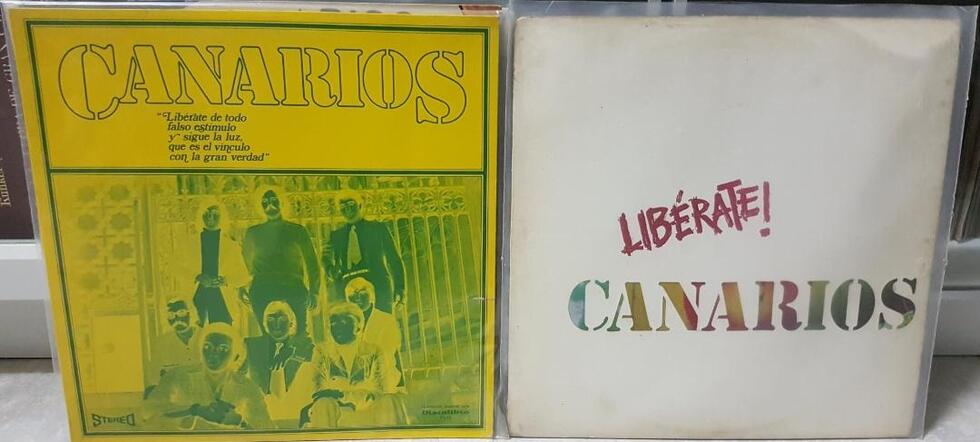 CANARIOS
"Libérate de todo
falso estímulo
y sigue la luz,
que es el vínculo
con la gran verdad"
STEREO
Discolibro
LIBÉRATE!
CANARIOS